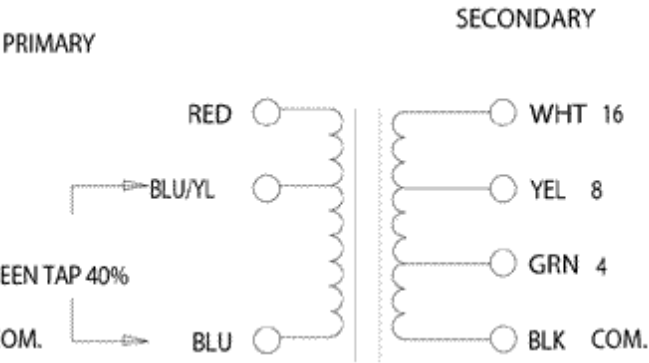 SECONDARY
PRIMARY
RED WHT 16
BLU/YL YEL 8
EEN TAP 40% GRN 4
OM. BLU BLK COM.